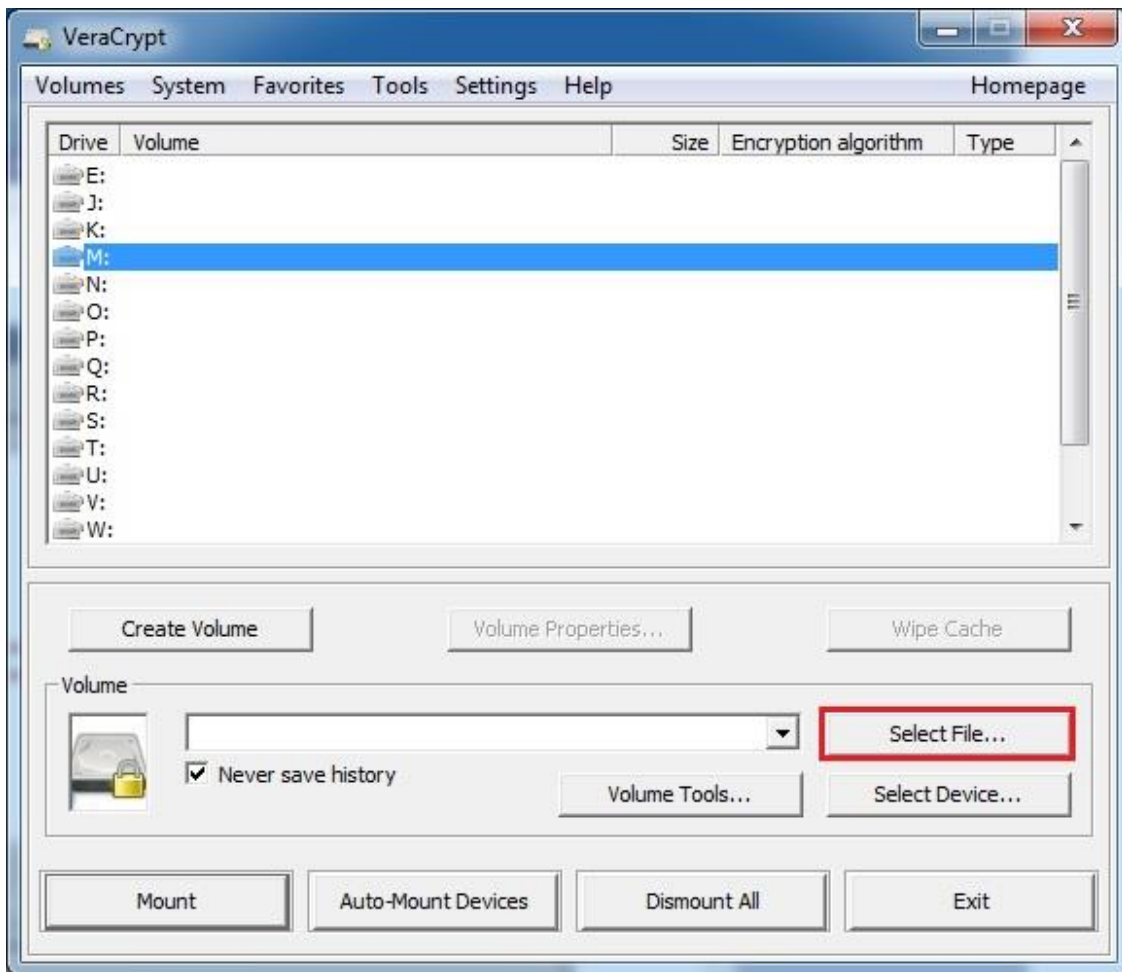 VeraCrypt
Volumes System Favorites Tools Settings Help Homepage
Drive Volume Size Encryption algorithm Type
E:
J:
K:
M:
N:
O:
P:
Q:
R:
S:
T:
U:
V:
W:
Create Volume Volume Properties... Wipe Cache
Volume
Select File...
Never save history
Volume Tools... Select Device...
Mount Auto-Mount Devices Dismount All Exit